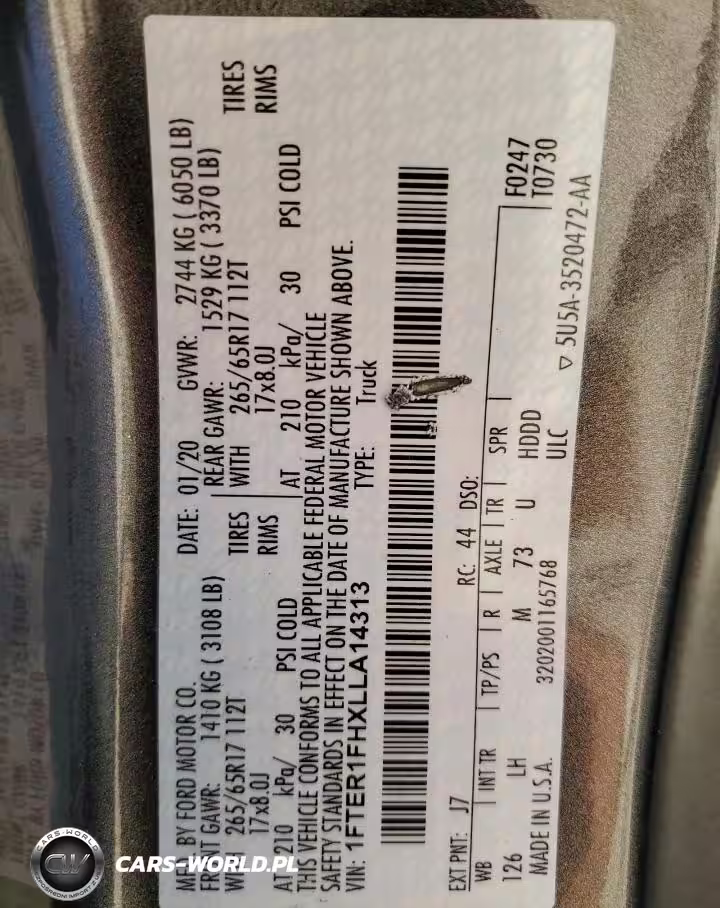 MFD. BY FORD MOTOR CO. DATE: 01/20 GVWR: 2744 KG ( 6050 LB)
FRONT GAWR: 1410 KG ( 3108 LB) REAR GAWR: 1529 KG ( 3370 LB)
WITH 265/65R17 112T TIRES WITH 265/65R17 112T TIRES
17x8.0J RIMS 17x8.0J RIMS
AT 210 kPa/ 30 PSI COLD AT 210 kPa/ 30 PSI COLD
THIS VEHICLE CONFORMS TO ALL APPLICABLE FEDERAL MOTOR VEHICLE
SAFETY STANDARDS IN EFFECT ON THE DATE OF MANUFACTURE SHOWN ABOVE.
VIN: 1FTER1FHXLLA14313 TYPE: Truck
EXT PNT: J7 RC: 44 DSO: F0247
WB INT TR TP/PS R AXLE TR SPR T0730
126 LH M 73 U HDDD
ULC
MADE IN U.S.A. 3202001165768 ▽ 5U5A-3520472-AA
CARS-WORLD
CW
BEZPOŚREDNI IMPORTER
CARS-WORLD.PL